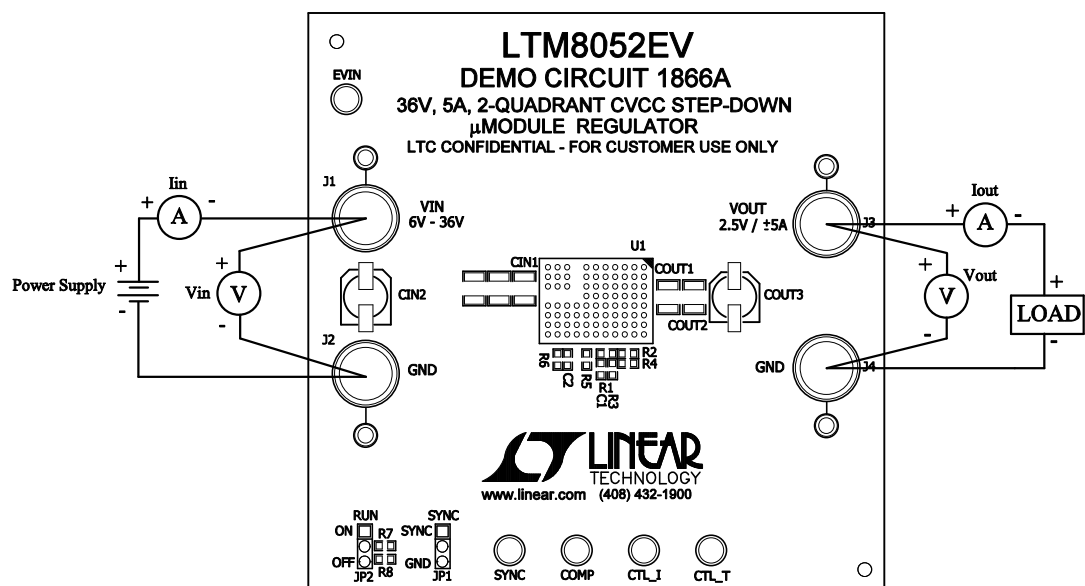 LTM8052EV
DEMO CIRCUIT 1866A
36V, 5A, 2-QUADRANT CVCC STEP-DOWN
µMODULE REGULATOR
LTC CONFIDENTIAL - FOR CUSTOMER USE ONLY
EVIN
J1
VIN
6V - 36V
VOUT
2.5V / ±5A
J3
Iin
+ A -
Iout
+ A -
Power Supply
+
-
Vin
+
V
-
CIN2
CIN1
U1
COUT1
COUT2
COUT3
+
V
-
Vout
+
LOAD
-
J2
GND
GND
J4
R6
C2
R5
R2
R4
R1
C1
R3
LINEAR
TECHNOLOGY
www.linear.com (408) 432-1900
RUN
ON
OFF
JP2
R7
R8
SYNC
SYNC
GND
JP1
SYNC
COMP
CTL_I
CTL_T